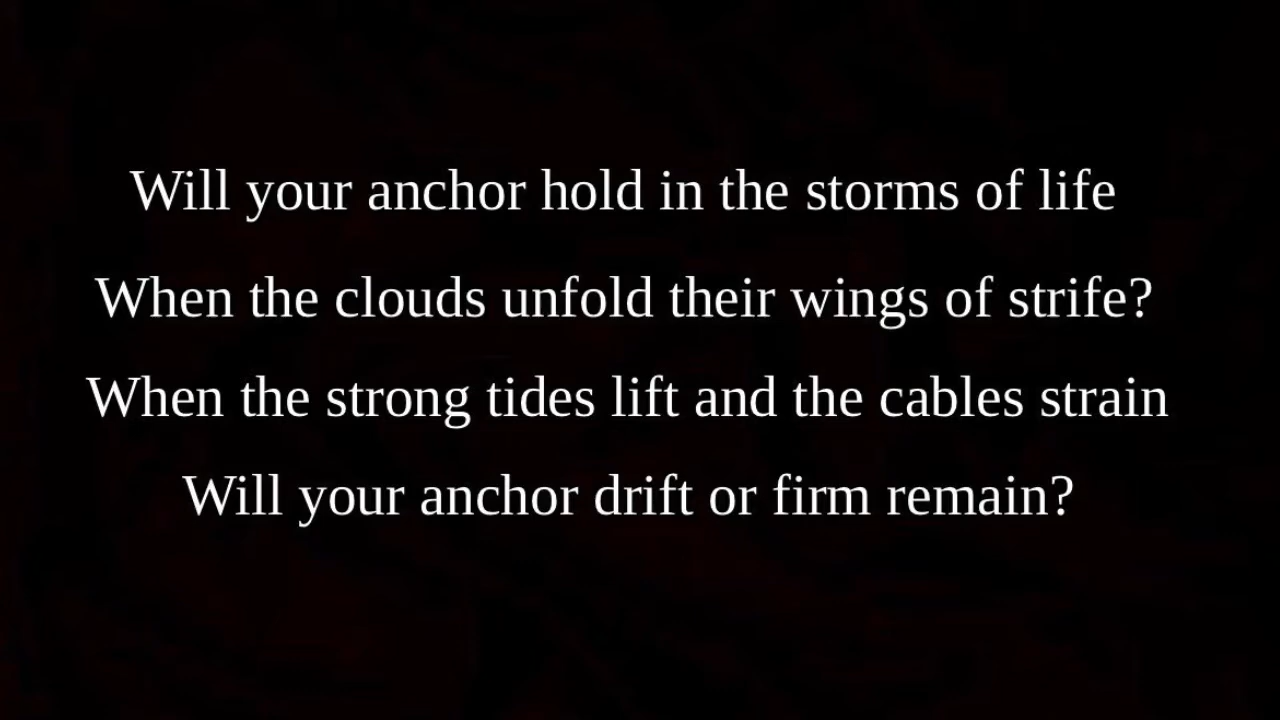 Will your anchor hold in the storms of life
When the clouds unfold their wings of strife?
When the strong tides lift and the cables strain
Will your anchor drift or firm remain?